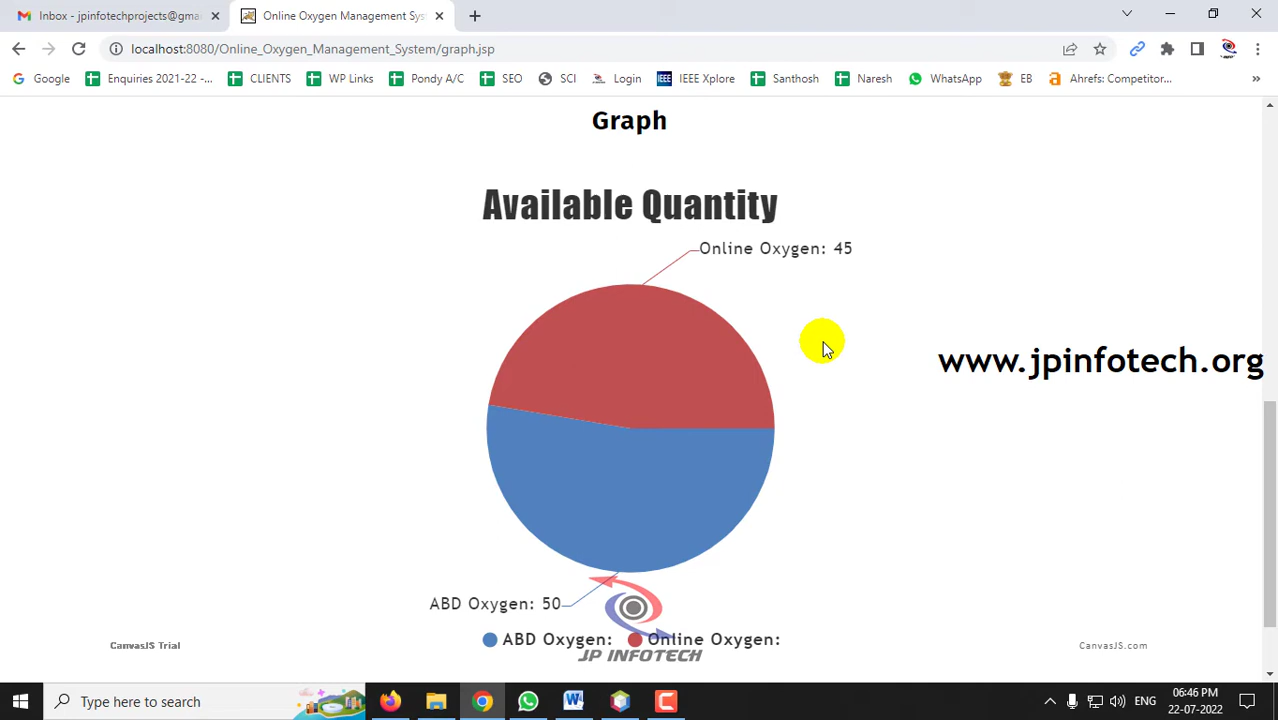 Inbox - jpinfotechprojects@gma
Online Oxygen Management Sys
localhost:8080/Online_Oxygen_Management_System/graph.jsp
Google
Enquiries 2021-22 -...
CLIENTS
WP Links
Pondy A/C
SEO
SCI
Login
IEEE
IEEE Xplore
Santhosh
Naresh
WhatsApp
EB
Ahrefs: Competitor...
Graph
Available Quantity
Online Oxygen: 45
www.jpinfotech.org
ABD Oxygen: 50
ABD Oxygen:
Online Oxygen:
JP INFOTECH
CanvasJS Trial
CanvasJS.com
Type here to search
ENG
06:46 PM
22-07-2022